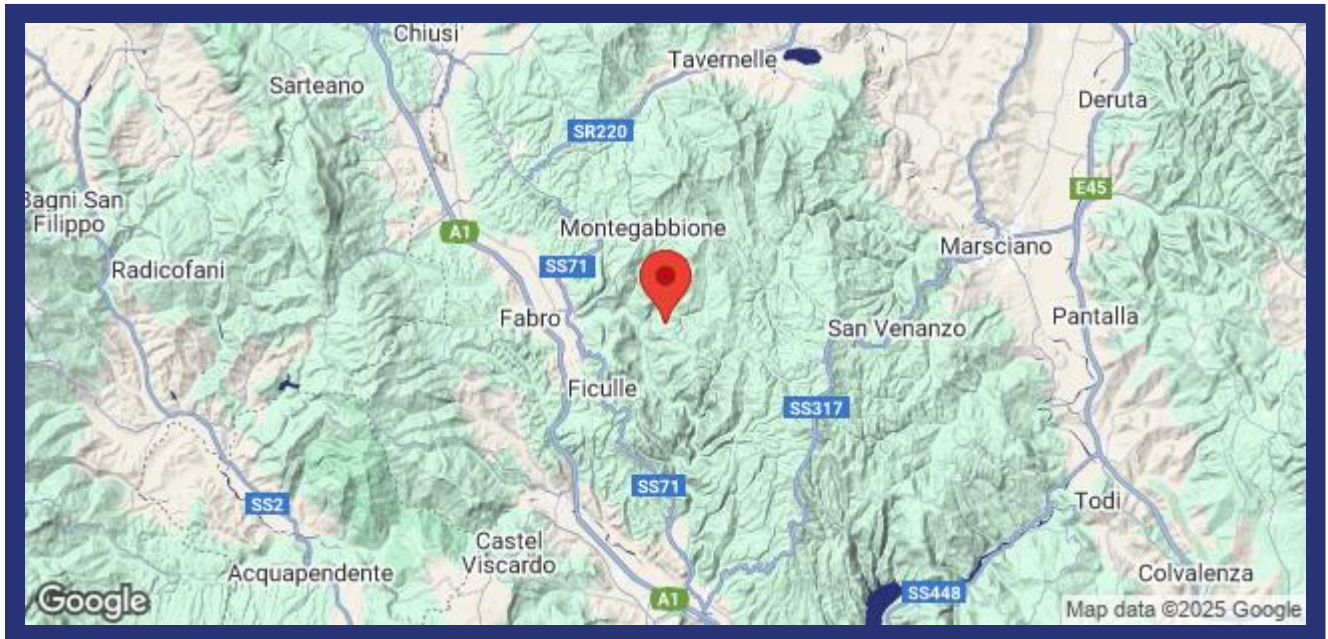 Chiusi
Tavernelle
Sarteano
Deruta
SR220
E45
Bagni San
Filippo
Montegabbione
A1
Marsciano
SS71
Radicofani
Fabro
Pantalla
San Venanzo
Ficulle
SS317
SS71
SS2
Todi
Castel
Viscardo
Acquapendente
Colvalenza
SS448
A1
Google
Map data ©2025 Google